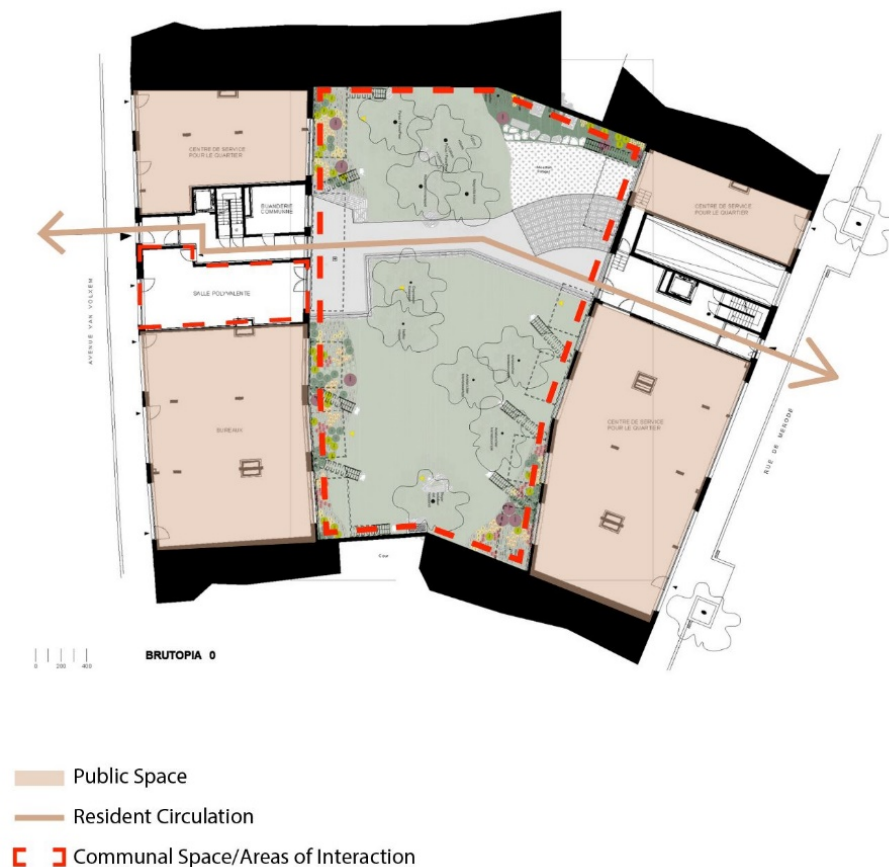 CENTRE DE SERVICE
POUR LE QUARTIER
BUANDERIE
COMMUNE
CENTRE DE SERVICE
POUR LE QUARTIER
SALLE POLYVALENTE
AVENUE VAN VOLXEM
BUREAUX
CENTRE DE SERVICE
POUR LE QUARTIER
RUE DE MERODE
Cour
BRUTOPIA 0
0 200 400
Public Space
Resident Circulation
Communal Space/Areas of Interaction